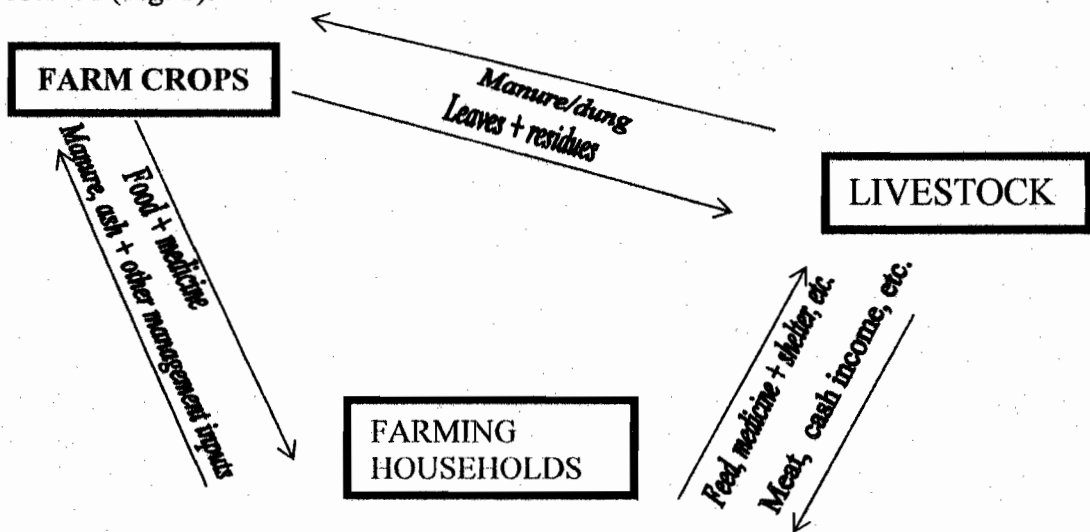 FARM CROPS
Manure/dung
Leaves + residues
LIVESTOCK
Food + medicine
Manure, ash + other management inputs
Feed, medicine + shelter, etc.
Meat, cash income, etc.
FARMING
HOUSEHOLDS